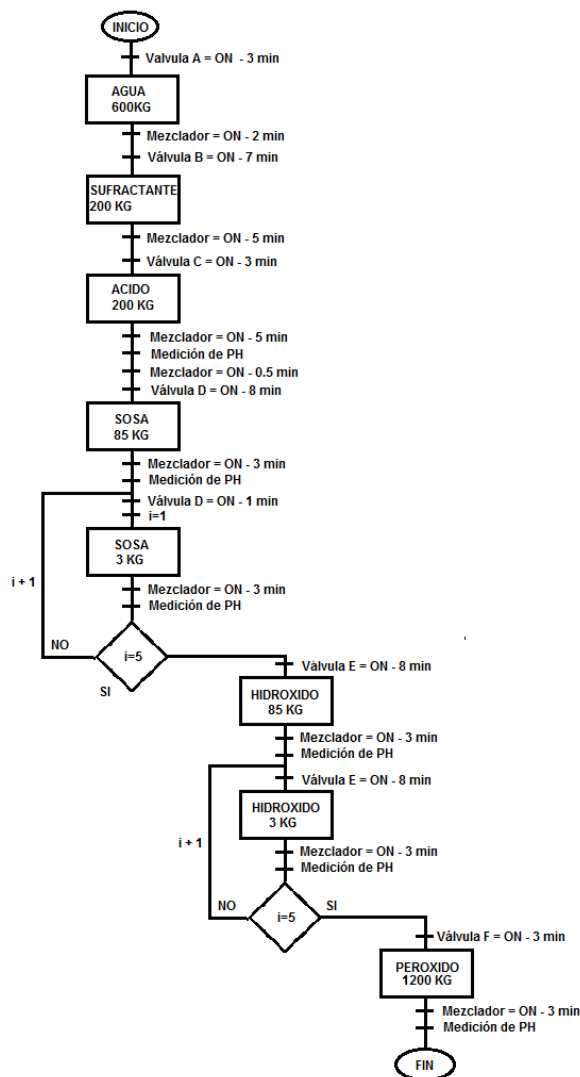 INICIO
Valvula A = ON - 3 min
AGUA
600KG
Mezclador = ON - 2 min
Válvula B = ON - 7 min
SUFRACTANTE
200 KG
Mezclador = ON - 5 min
Válvula C = ON - 3 min
ACIDO
200 KG
Mezclador = ON - 5 min
Medición de PH
Mezclador = ON - 0.5 min
Válvula D = ON - 8 min
SOSA
85 KG
Mezclador = ON - 3 min
Medición de PH
Válvula D = ON - 1 min
i=1
SOSA
3 KG
i + 1
Mezclador = ON - 3 min
Medición de PH
NO
i=5
SI
Válvula E = ON - 8 min
HIDROXIDO
85 KG
Mezclador = ON - 3 min
Medición de PH
Válvula E = ON - 8 min
HIDROXIDO
3 KG
i + 1
Mezclador = ON - 3 min
Medición de PH
NO
i=5
SI
Válvula F = ON - 3 min
PEROXIDO
1200 KG
Mezclador = ON - 3 min
Medición de PH
FIN